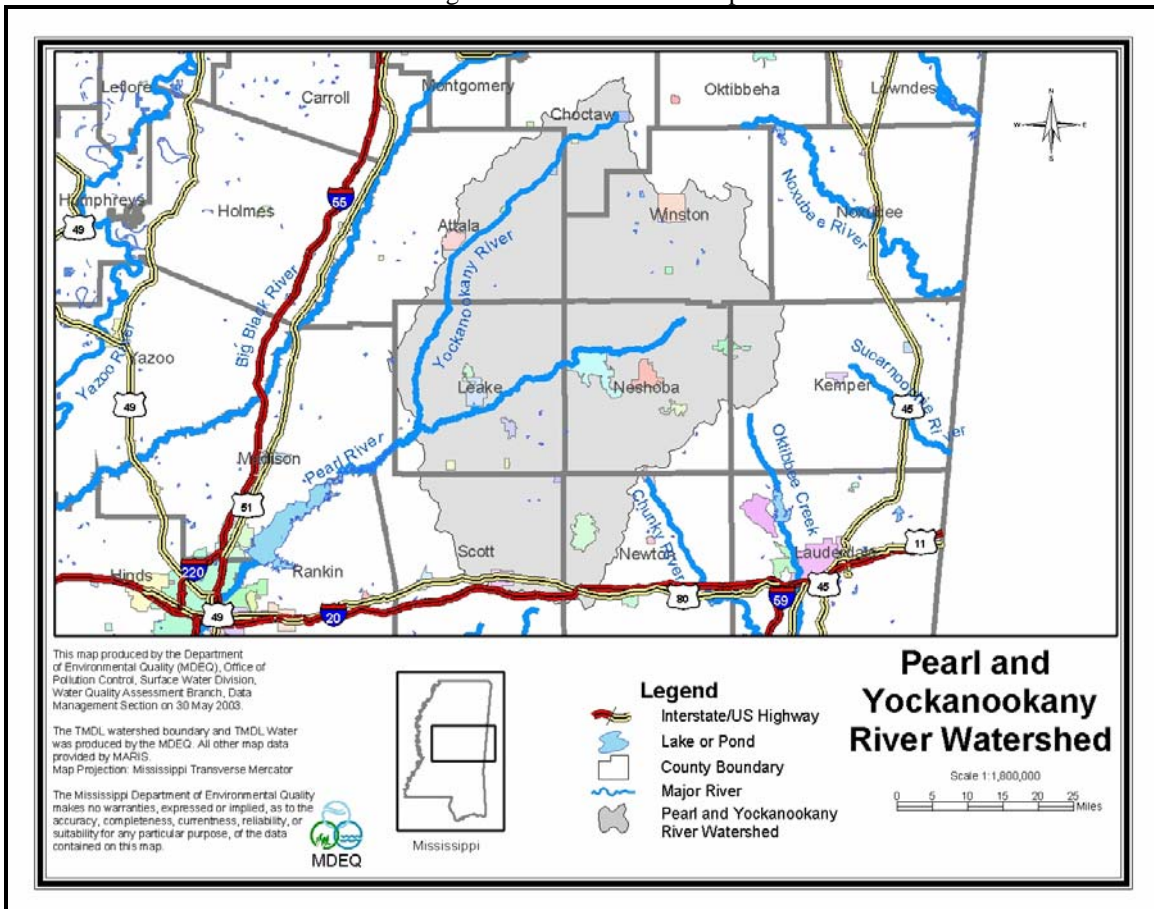 Leflore
Carroll
Montgomery
Choctaw
Oktibbeha
Lowndes
N
W E
S
Humphreys
49
Holmes
55
Attala
Winston
Noxubee
Noxubee River
Yockanookany River
Big Black River
Yazoo River
Yazoo
49
Leake
Neshoba
Kemper
Sucarnoochie River
45
Madison
Pearl River
Oktibbee Creek
51
Chunky River
Scott
Newton
Lauderdale
11
Hinds
220
Rankin
49
20
80
59
45
This map produced by the Department
of Environmental Quality (MDEQ), Office of
Pollution Control, Surface Water Division,
Water Quality Assessment Branch, Data
Management Section on 30 May 2003.
The TMDL watershed boundary and TMDL Water
was produced by the MDEQ. All other map data
provided by MARIS.
Map Projection: Mississippi Transverse Mercator
The Mississippi Department of Environmental Quality
makes no warranties, expressed or implied, as to the
accuracy, completeness, currentness, reliability, or
suitability for any particular purpose, of the data
contained on this map.
MDEQ
Mississippi
Legend
Interstate/US Highway
Lake or Pond
County Boundary
Major River
Pearl and Yockanookany
River Watershed
Pearl and
Yockanookany
River Watershed
Scale 1:1,800,000
0 5 10 15 20 25
Miles